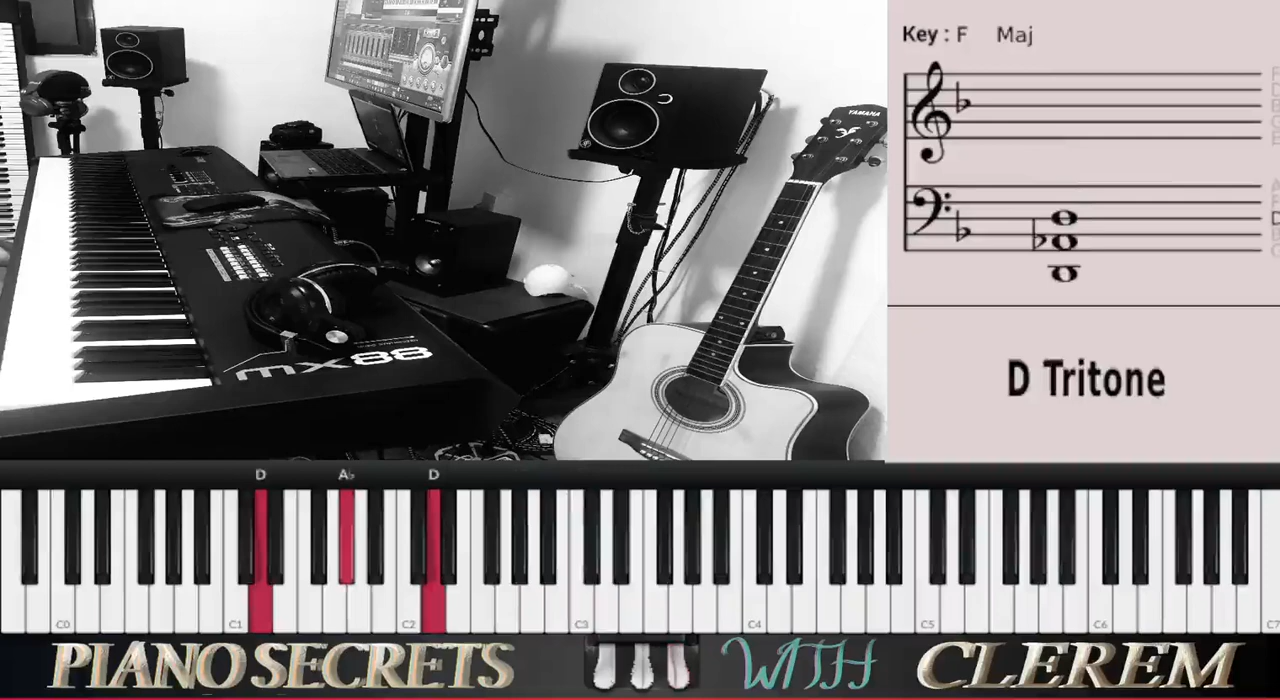 Key : F Maj
YAMAHA
mx88
D Tritone
D A♭ D
C0 C1 C2 C3 C4 C5 C6 C7
PIANO SECRETS WITH CLEREM